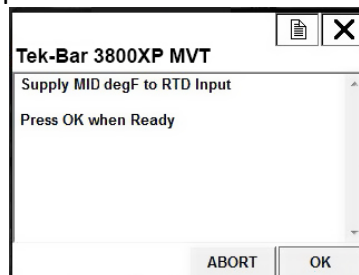 Tek-Bar 3800XP MVT
Supply MID degF to RTD Input
Press OK when Ready
ABORT
OK